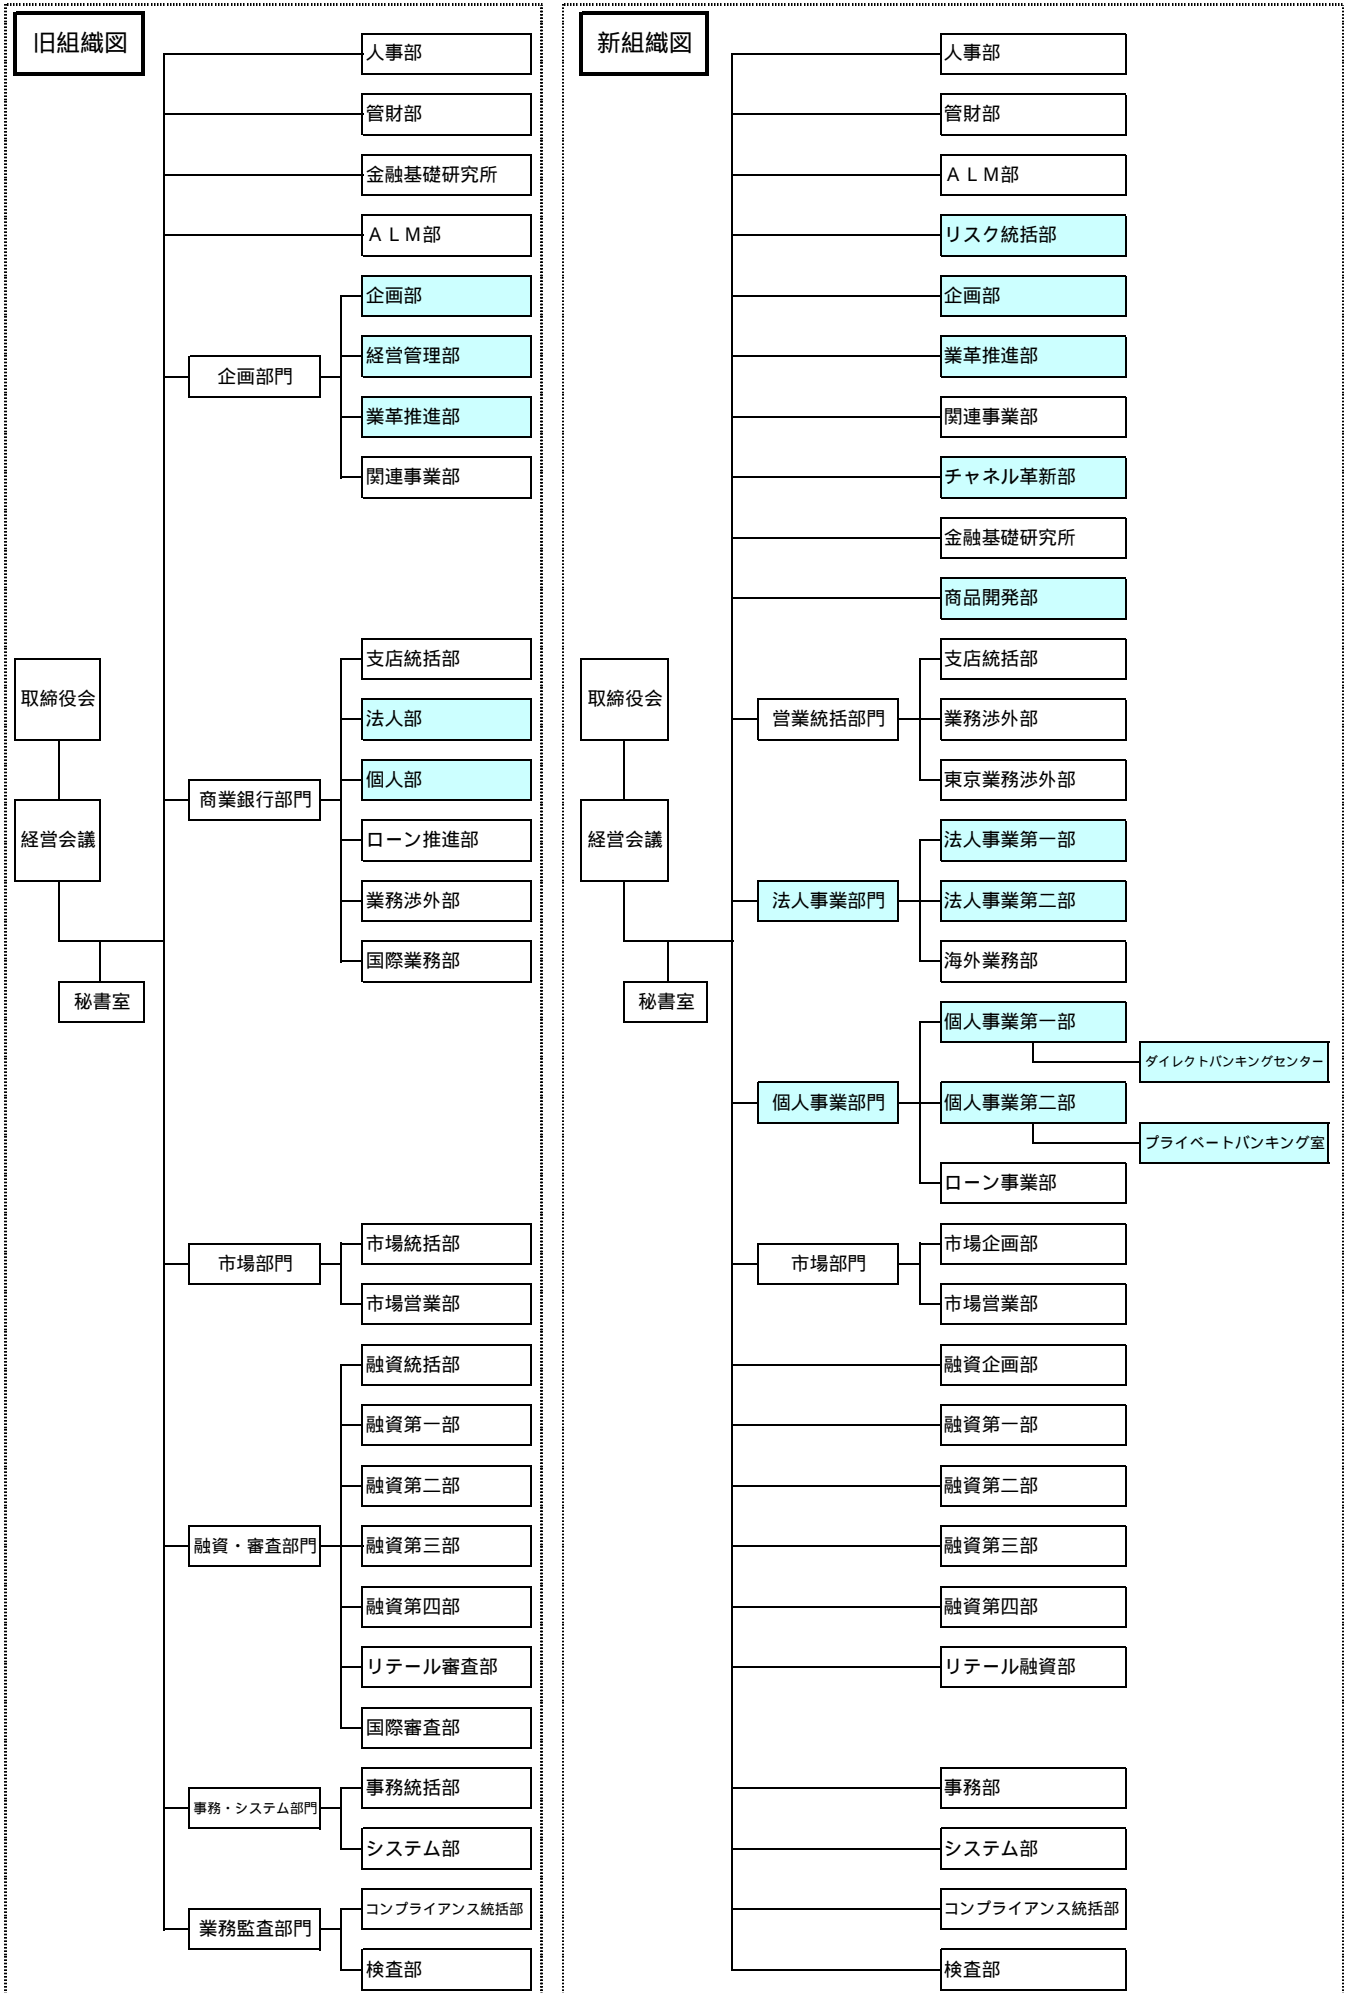 旧組織図
人事部
管財部
金融基礎研究所
ＡＬＭ部
企画部
経営管理部
企画部門
業革推進部
関連事業部
支店統括部
取締役会
法人部
個人部
商業銀行部門
経営会議
ローン推進部
業務渉外部
国際業務部
秘書室
市場統括部
市場部門
市場営業部
融資統括部
融資第一部
融資第二部
融資・審査部門
融資第三部
融資第四部
リテール審査部
国際審査部
事務統括部
事務・システム部門
システム部
コンプライアンス統括部
業務監査部門
検査部
新組織図
人事部
管財部
ＡＬＭ部
リスク統括部
企画部
業革推進部
関連事業部
チャネル革新部
金融基礎研究所
商品開発部
支店統括部
取締役会
営業統括部門
業務渉外部
東京業務渉外部
経営会議
法人事業第一部
法人事業部門
法人事業第二部
海外業務部
秘書室
個人事業第一部
ダイレクトバンキングセンター
個人事業部門
個人事業第二部
プライベートバンキング室
ローン事業部
市場企画部
市場部門
市場営業部
融資企画部
融資第一部
融資第二部
融資第三部
融資第四部
リテール融資部
事務部
システム部
コンプライアンス統括部
検査部